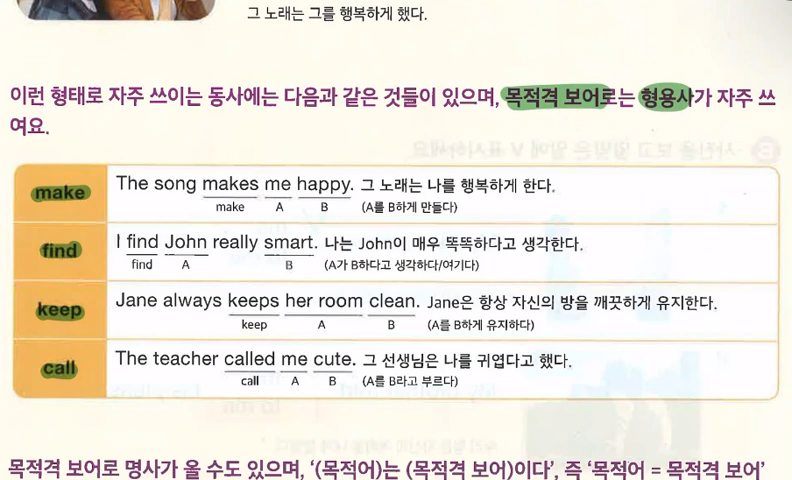 그 노래는 그를 행복하게 했다.
이런 형태로 자주 쓰이는 동사에는 다음과 같은 것들이 있으며, 목적격 보어로는 형용사가 자주 쓰
여요.
make
The song makes me happy. 그 노래는 나를 행복하게 한다.
make A B (A를 B하게 만들다)
find
I find John really smart. 나는 John이 매우 똑똑하다고 생각한다.
find A B (A가 B하다고 생각하다/여기다)
keep
Jane always keeps her room clean. Jane은 항상 자신의 방을 깨끗하게 유지한다.
keep A B (A를 B하게 유지하다)
call
The teacher called me cute. 그 선생님은 나를 귀엽다고 했다.
call A B (A를 B라고 부르다)
목적격 보어로 명사가 올 수도 있으며, '(목적어)는 (목적격 보어)이다', 즉 '목적어 = 목적격 보어'